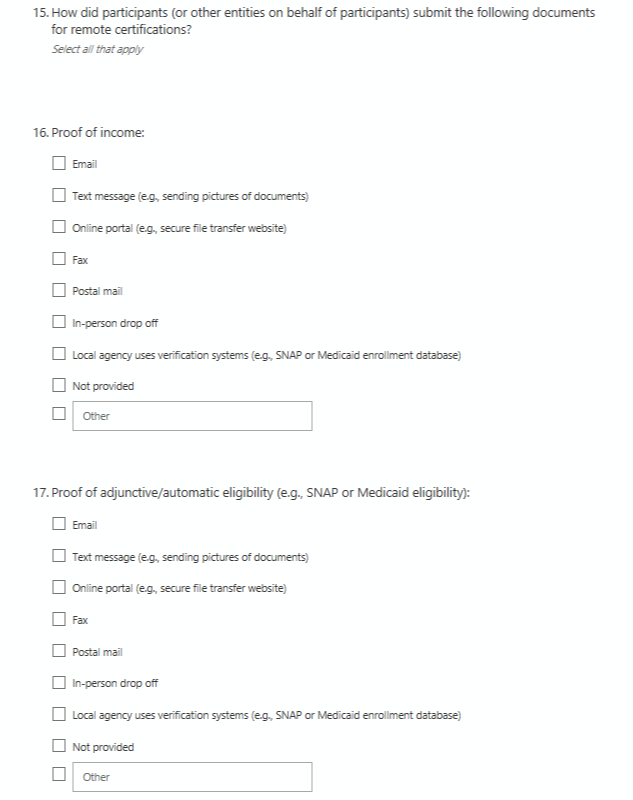 15. How did participants (or other entities on behalf of participants) submit the following documents
for remote certifications?
Select all that apply
16. Proof of income:
Email
Text message (e.g., sending pictures of documents)
Online portal (e.g., secure file transfer website)
Fax
Postal mail
In-person drop off
Local agency uses verification systems (e.g., SNAP or Medicaid enrollment database)
Not provided
Other
17. Proof of adjunctive/automatic eligibility (e.g., SNAP or Medicaid eligibility):
Email
Text message (e.g., sending pictures of documents)
Online portal (e.g., secure file transfer website)
Fax
Postal mail
In-person drop off
Local agency uses verification systems (e.g., SNAP or Medicaid enrollment database)
Not provided
Other